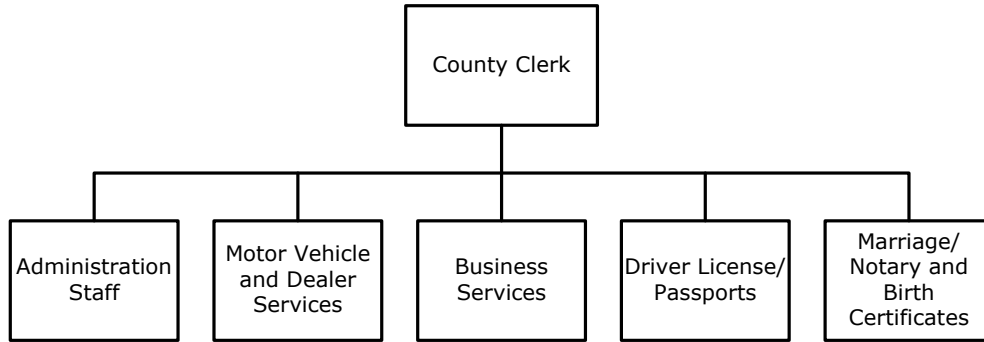 County Clerk
Administration
Staff
Motor Vehicle
and Dealer
Services
Business
Services
Driver License/
Passports
Marriage/
Notary and
Birth
Certificates